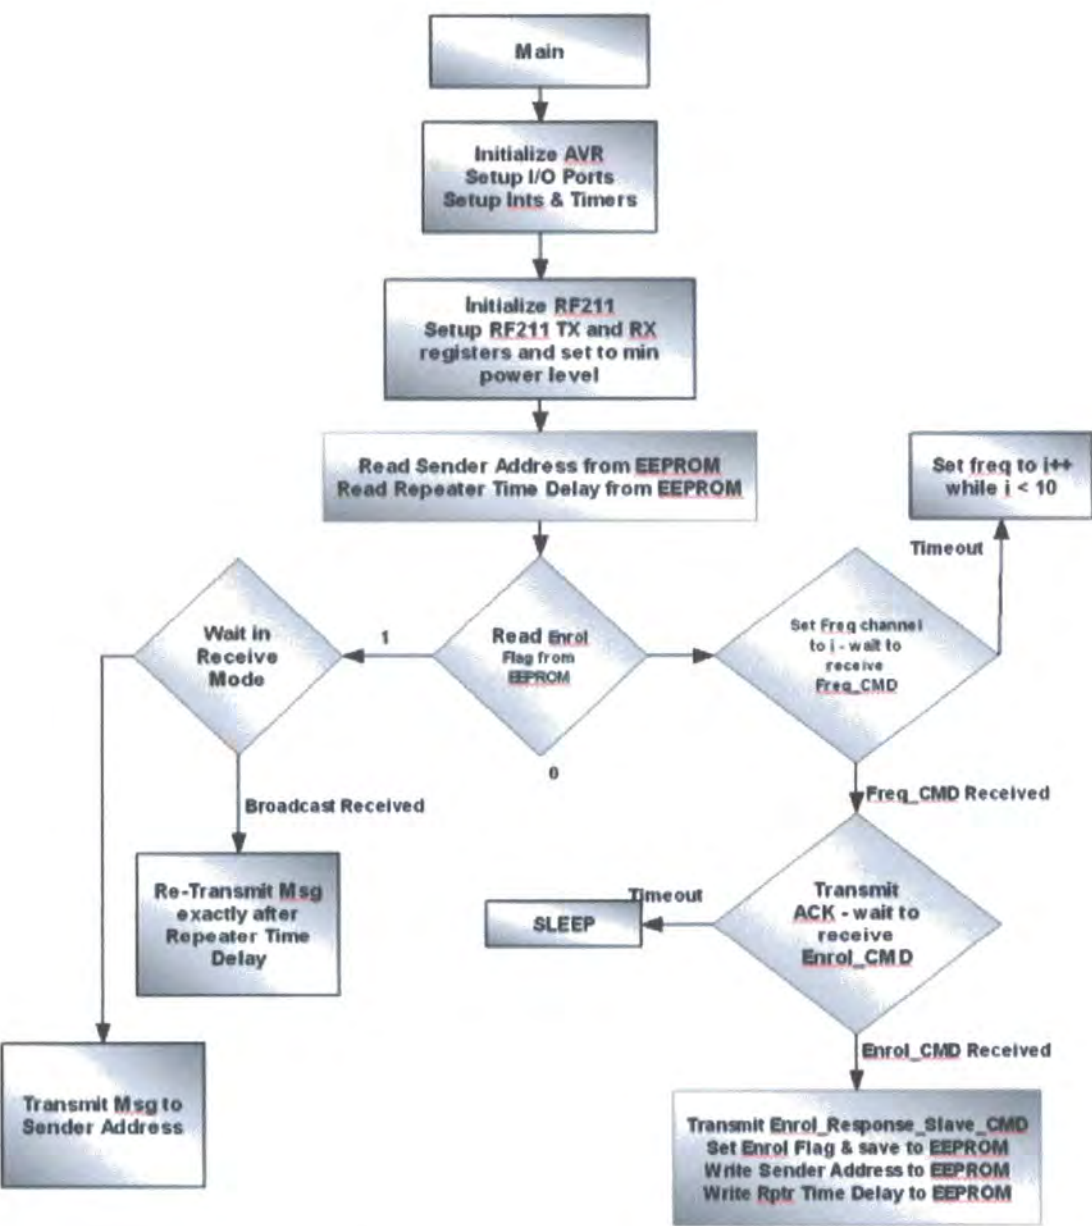 Main
Initialize AVR
Setup I/O Ports
Setup Ints & Timers
Initialize RF211
Setup RF211 TX and RX
registers and set to min
power level
Read Sender Address from EEPROM
Read Repeater Time Delay from EEPROM
Set freq to i++
while i < 10
Timeout
Wait in
Receive
Mode
1
Read Enrol
Flag from
EEPROM
0
Set Freq channel
to i - wait to
receive
Freq_CMD
Broadcast Received
Freq_CMD Received
Re-Transmit Msg
exactly after
Repeater Time
Delay
Timeout
SLEEP
Transmit
ACK - wait to
receive
Enrol_CMD
Enrol_CMD Received
Transmit Msg to
Sender Address
Transmit Enrol_Response_Slave_CMD
Set Enrol Flag & save to EEPROM
Write Sender Address to EEPROM
Write Rptr Time Delay to EEPROM